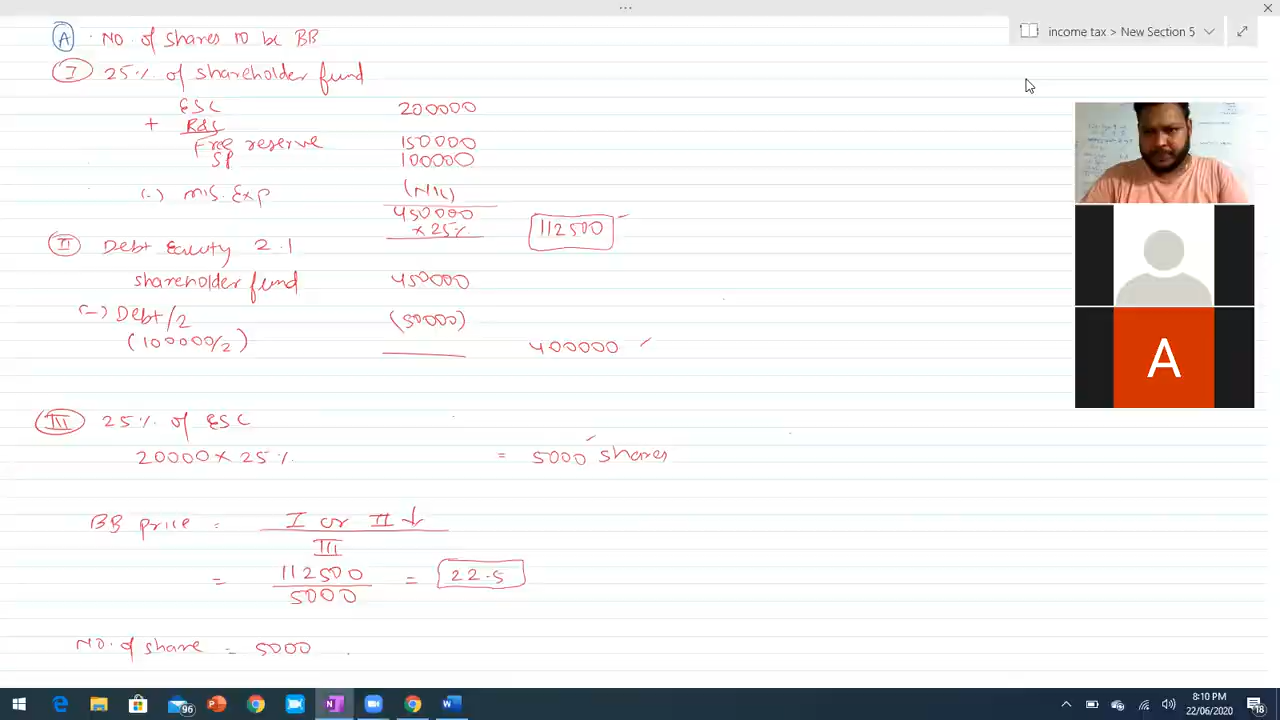 income tax > New Section 5
A . No. of shares to be BB
I 25% of shareholder fund
ESC 200000
+ R&S
Free reserve 150000
SP 100000
(-) mis. Exp (NIL)
450000
x 25% 112500
II Debt Equity 2.1
shareholder fund 450000
(-) Debt/2 (50000)
(100000/2) 400000
III 25% of ESC
20000 x 25% = 5000 shares
BB price = I or II ↓
III
= 112500 = 22.5
5000
No. of share = 5000
A
96
8:10 PM
22/06/2020
18